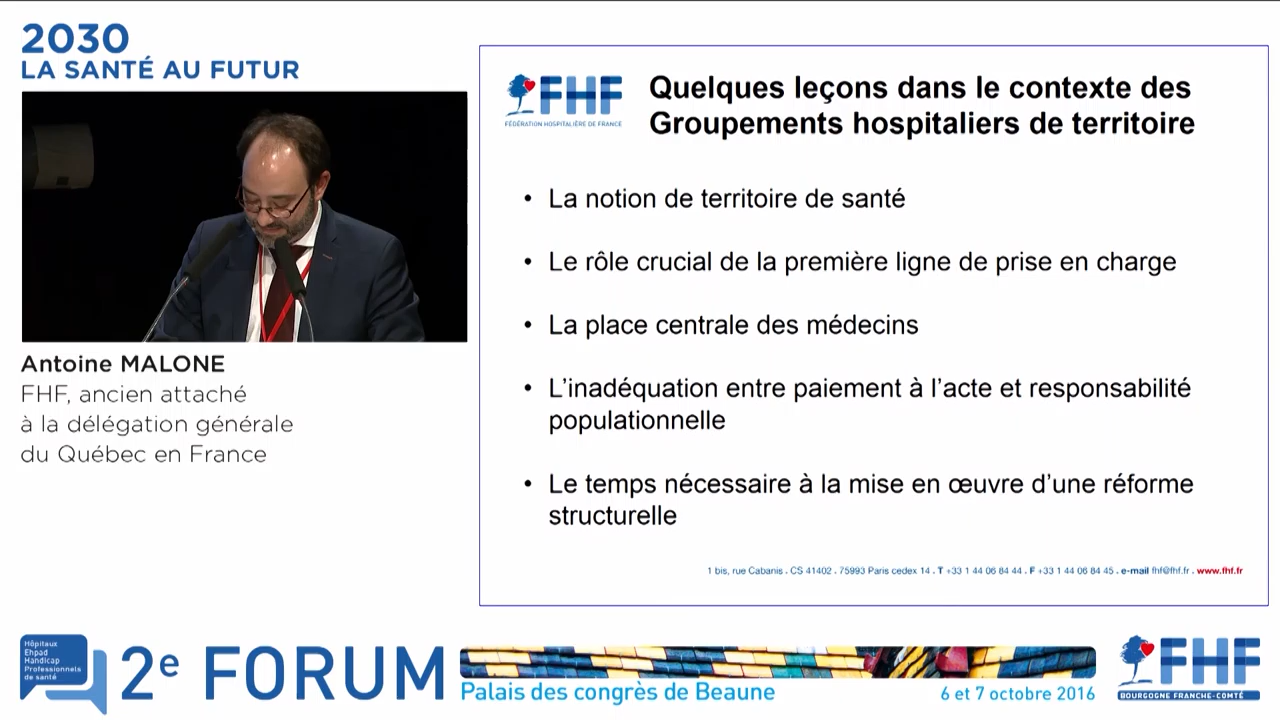 2030
LA SANTÉ AU FUTUR
FHF
FÉDÉRATION HOSPITALIÈRE DE FRANCE
Quelques leçons dans le contexte des
Groupements hospitaliers de territoire
• La notion de territoire de santé
• Le rôle crucial de la première ligne de prise en charge
• La place centrale des médecins
• L’inadéquation entre paiement à l’acte et responsabilité
populationnelle
• Le temps nécessaire à la mise en œuvre d’une réforme
structurelle
1 bis, rue Cabanis . CS 41402 . 75993 Paris cedex 14 . T +33 1 44 06 84 44 . F +33 1 44 06 84 45 . e-mail fhf@fhf.fr . www.fhf.fr
Antoine MALONE
FHF, ancien attaché
à la délégation générale
du Québec en France
Hôpitaux
Ehpad
Handicap
Professionnels
de santé
2e FORUM
Palais des congrès de Beaune
6 et 7 octobre 2016
FHF
BOURGOGNE FRANCHE-COMTÉ